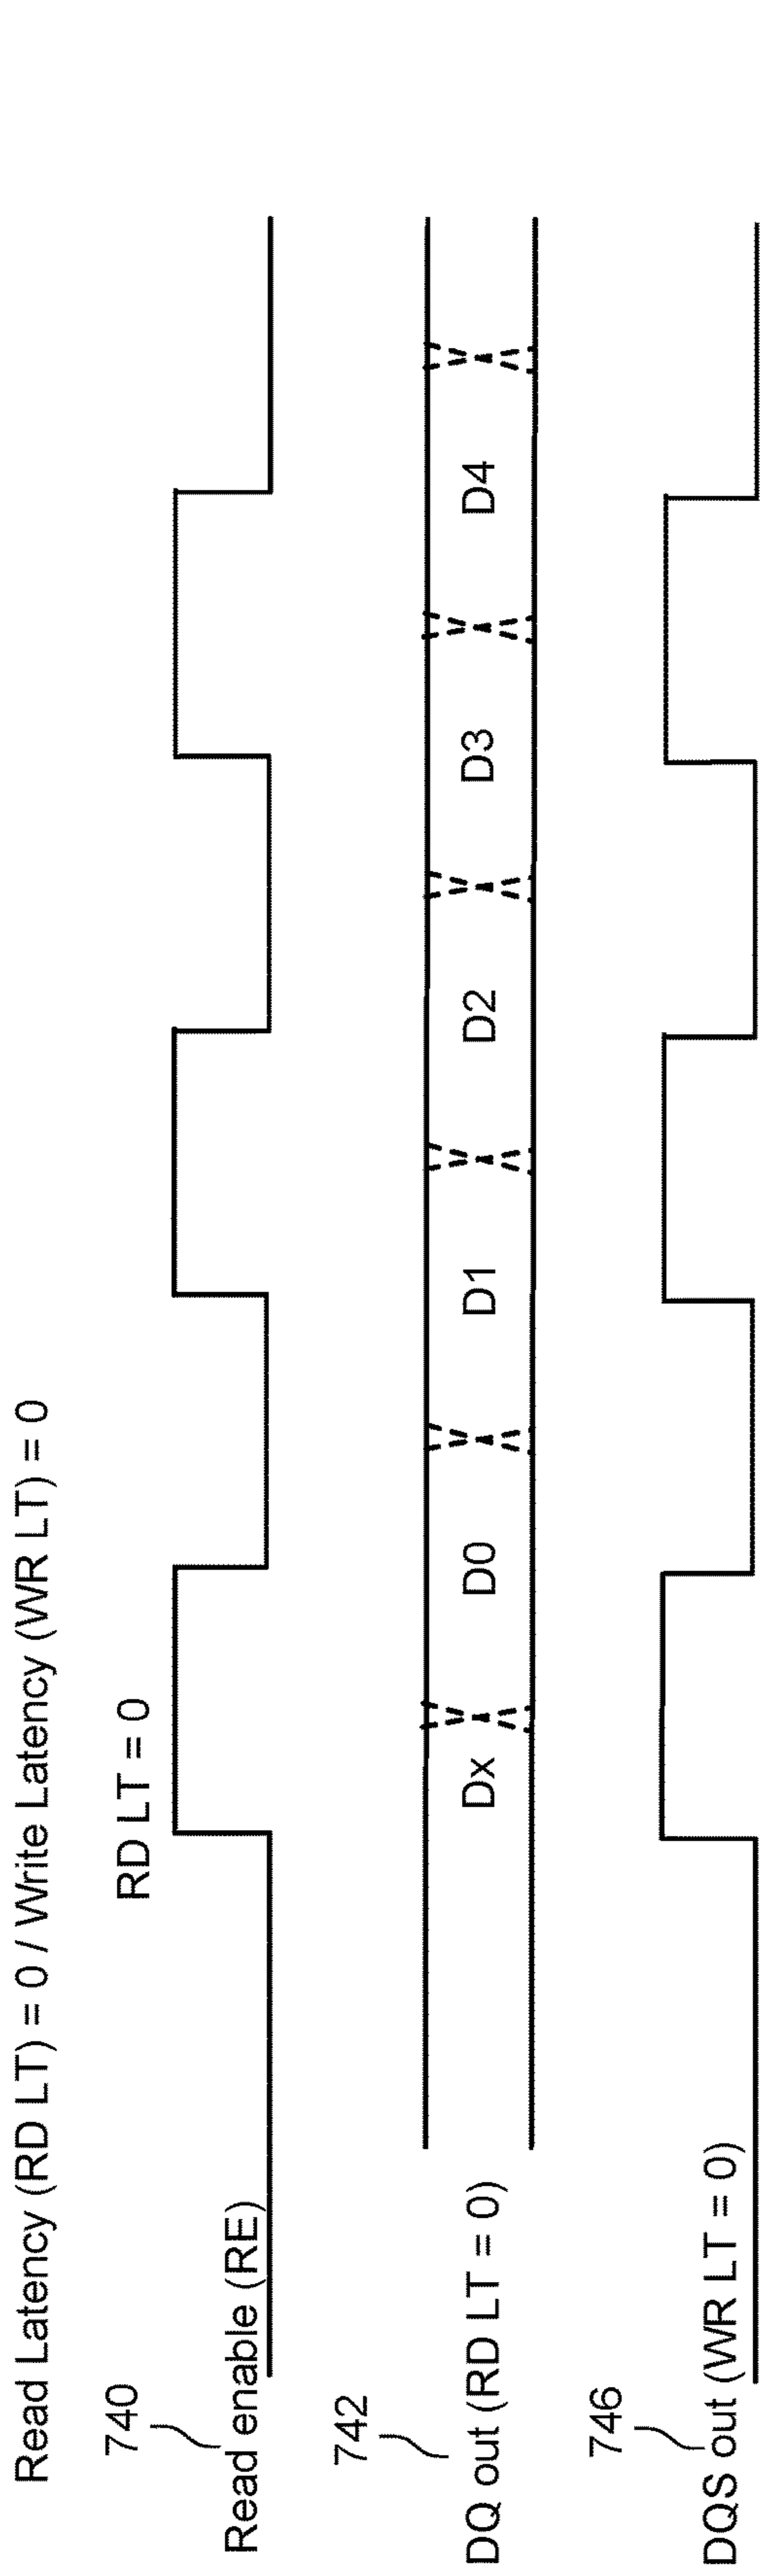 Read Latency (RD LT) = 0 / Write Latency (WR LT) = 0
740
RD LT = 0
Read enable (RE)
742
Dx D0 D1 D2 D3 D4
DQ out (RD LT = 0)
746
DQS out (WR LT = 0)